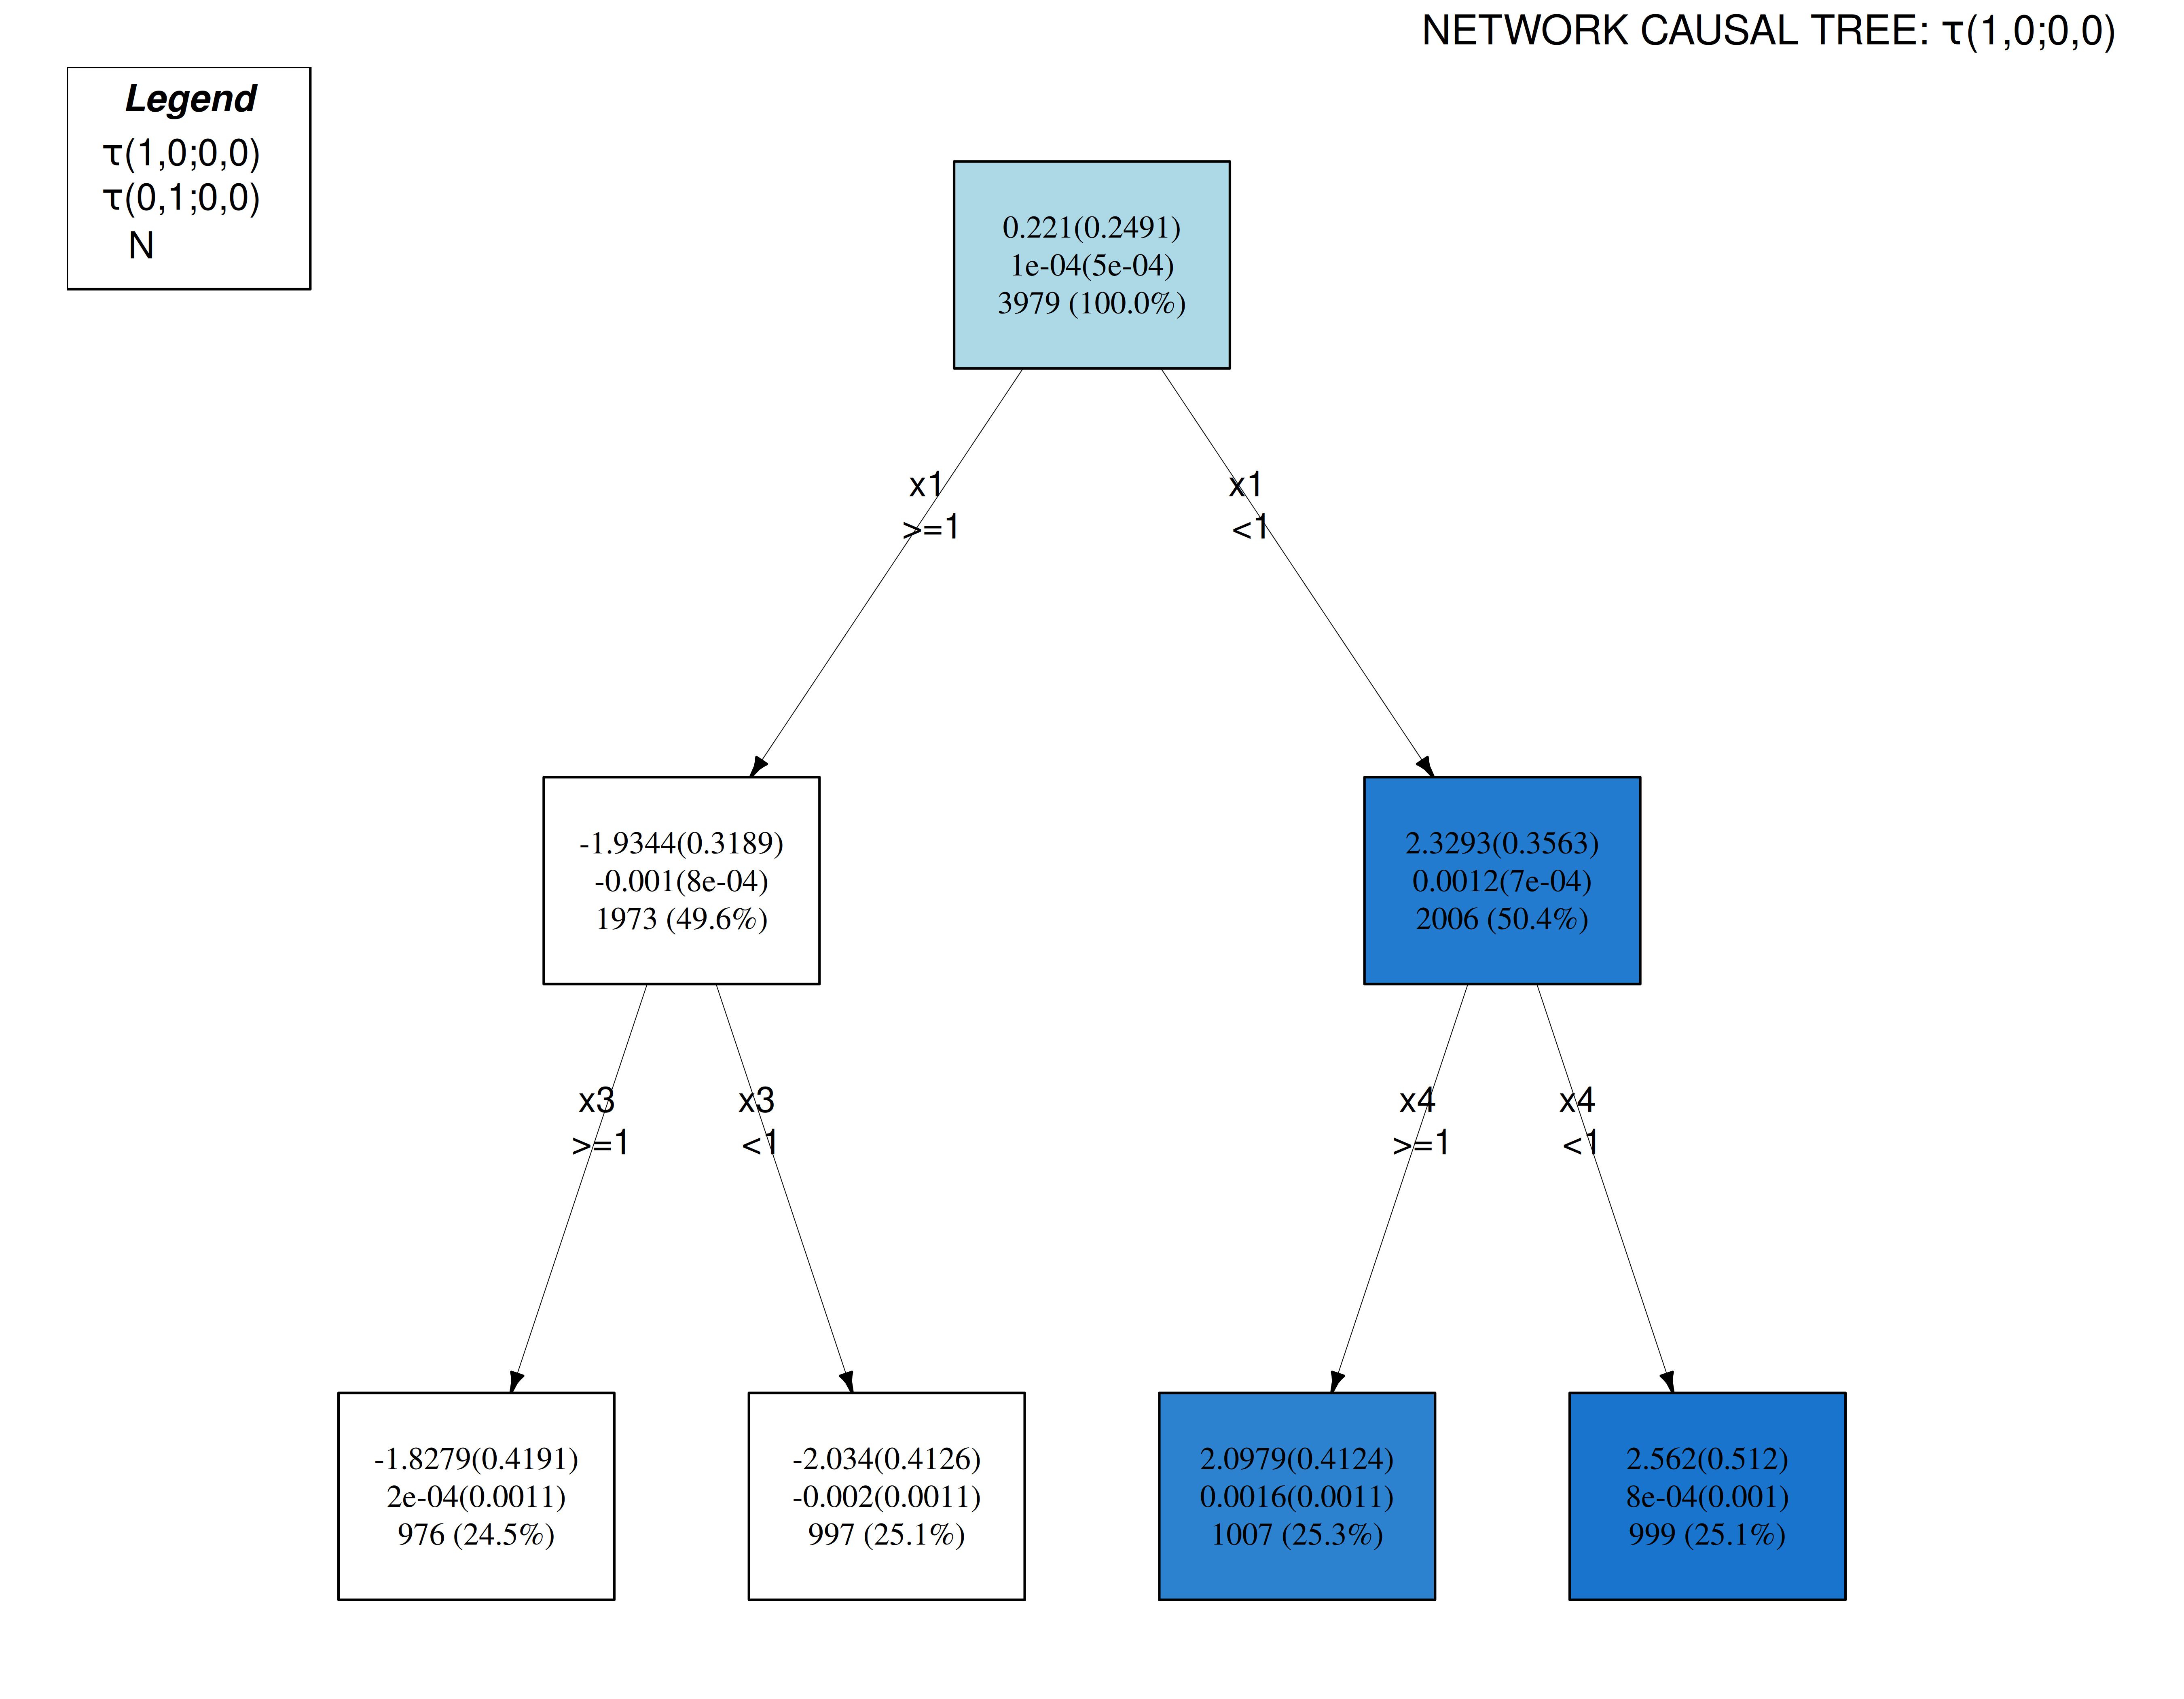 NETWORK CAUSAL TREE: τ(1,0;0,0)
Legend
τ(1,0;0,0)
τ(0,1;0,0)
N
0.221(0.2491)
1e-04(5e-04)
3979 (100.0%)
x1
>=1
x1
<1
-1.9344(0.3189)
-0.001(8e-04)
1973 (49.6%)
2.3293(0.3563)
0.0012(7e-04)
2006 (50.4%)
x3
>=1
x3
<1
x4
>=1
x4
<1
-1.8279(0.4191)
2e-04(0.0011)
976 (24.5%)
-2.034(0.4126)
-0.002(0.0011)
997 (25.1%)
2.0979(0.4124)
0.0016(0.0011)
1007 (25.3%)
2.562(0.512)
8e-04(0.001)
999 (25.1%)